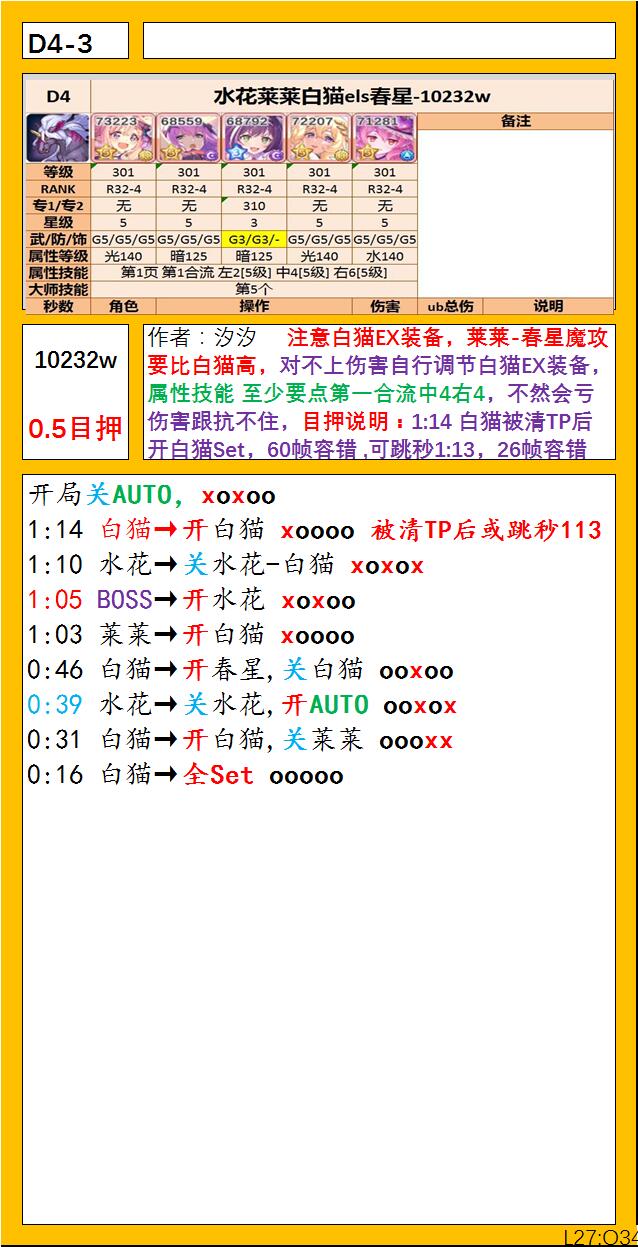 D4-3
D4 水花莱莱白猫els春星-10232w
73223 68559 68792 72207 71281 备注
等级 301 301 301 301 301
RANK R32-4 R32-4 R32-4 R32-4 R32-4
专1/专2 无 无 310 无 无
星级 5 5 3 5 5
武/防/饰 G5/G5/G5 G5/G5/G5 G3/G3/- G5/G5/G5 G5/G5/G5
属性等级 光140 暗125 暗125 光140 水140
属性技能 第1页 第1合流 左2[5级] 中4[5级] 右6[5级]
大师技能 第5个
秒数 角色 操作 伤害 ub总伤 说明
10232w
0.5目押
作者：汐汐 注意白猫EX装备，莱莱-春星魔攻
要比白猫高，对不上伤害自行调节白猫EX装备，
属性技能 至少要点第一合流中4右4，不然会亏
伤害跟抗不住，目押说明：1:14 白猫被清TP后
开白猫Set，60帧容错 ,可跳秒1:13，26帧容错
开局关AUTO, xoxoo
1:14 白猫→开白猫 xoooo 被清TP后或跳秒113
1:10 水花→关水花-白猫 xoxox
1:05 BOSS→开水花 xoxoo
1:03 莱莱→开白猫 xoooo
0:46 白猫→开春星,关白猫 ooxoo
0:39 水花→关水花,开AUTO ooxox
0:31 白猫→开白猫,关莱莱 oooxx
0:16 白猫→全Set ooooo
L27:O34